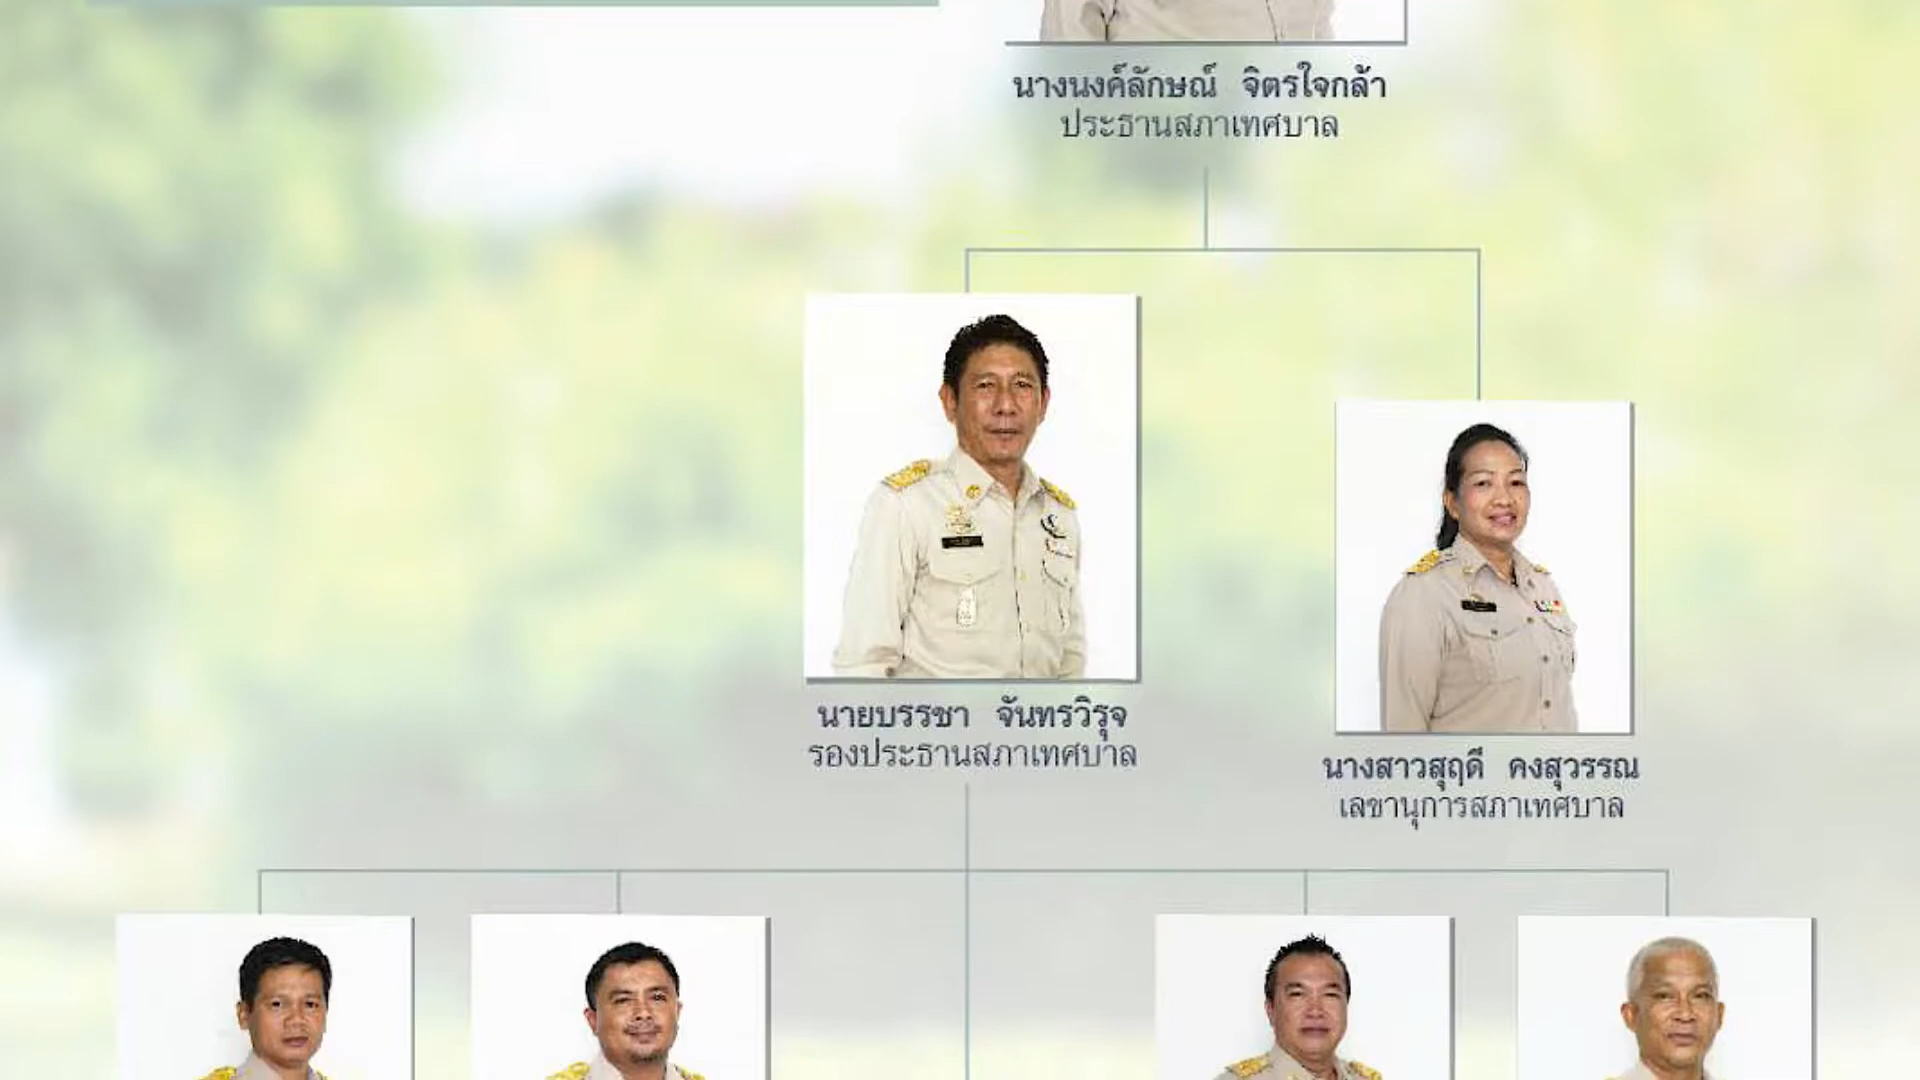 นางนงค์ลักษณ์ จิตรใจกล้า
ประธานสภาเทศบาล
นายบรรชา จันทรวิรุจ
รองประธานสภาเทศบาล
นางสาวสุฤดี คงสุวรรณ
เลขานุการสภาเทศบาล